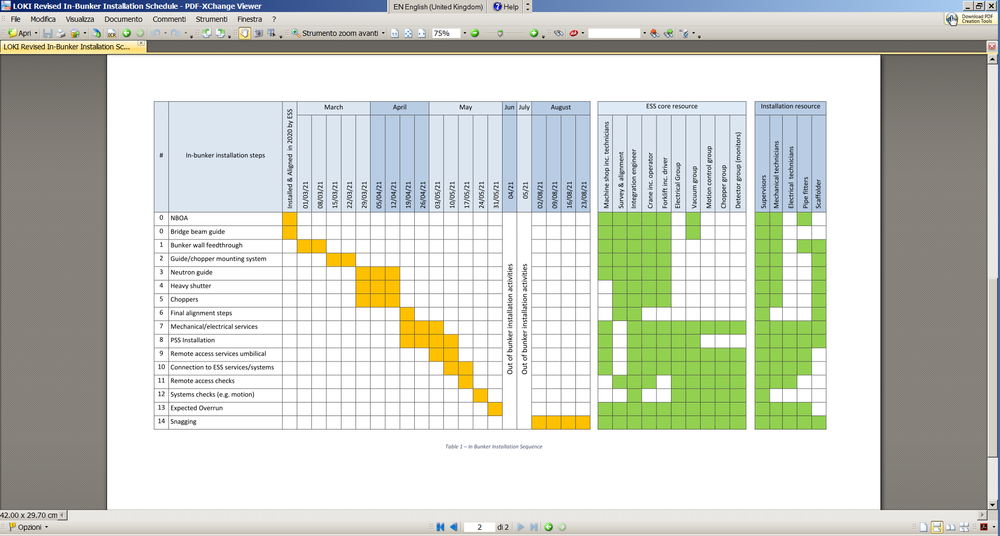 LOKI Revised In-Bunker Installation Schedule - PDF-XChange Viewer
EN English (United Kingdom)
Help
File Modifica Visualizza Documento Commenti Strumenti Finestra ?
Download PDF
Creation Tools
Apri
OCR
Strumento zoom avanti
75%
LOKI Revised In-Bunker Installation Sc...
#
In-bunker installation steps
Installed & Aligned in 2020 by ESS
March April May Jun July August
01/03/21 08/03/21 15/03/21 22/03/21 29/03/21 05/04/21 12/04/21 19/04/21 26/04/21 03/05/21 10/05/21 17/05/21 24/05/21 31/05/21 04/21 05/21 02/08/21 09/08/21 16/08/21 23/08/21
ESS core resource
Machine shop inc. technicians
Survey & alignment
Integration engineer
Crane inc. operator
Forklift inc. driver
Electrical Group
Vacuum group
Motion control group
Chopper group
Detector group (monitors)
Installation resource
Supervisors
Mechanical technicians
Electrical technicians
Pipe fitters
Scaffolder
0 NBOA
0 Bridge beam guide
1 Bunker wall feedthrough
2 Guide/chopper mounting system
3 Neutron guide
4 Heavy shutter
5 Choppers
6 Final alignment steps
7 Mechanical/electrical services
8 PSS Installation
9 Remote access services umbilical
10 Connection to ESS services/systems
11 Remote access checks
12 Systems checks (e.g. motion)
13 Expected Overrun
14 Snagging
Out of bunker installation activities
Out of bunker installation activities
Table 1 – In Bunker Installation Sequence
42.00 x 29.70 cm
Opzioni
2 di 2